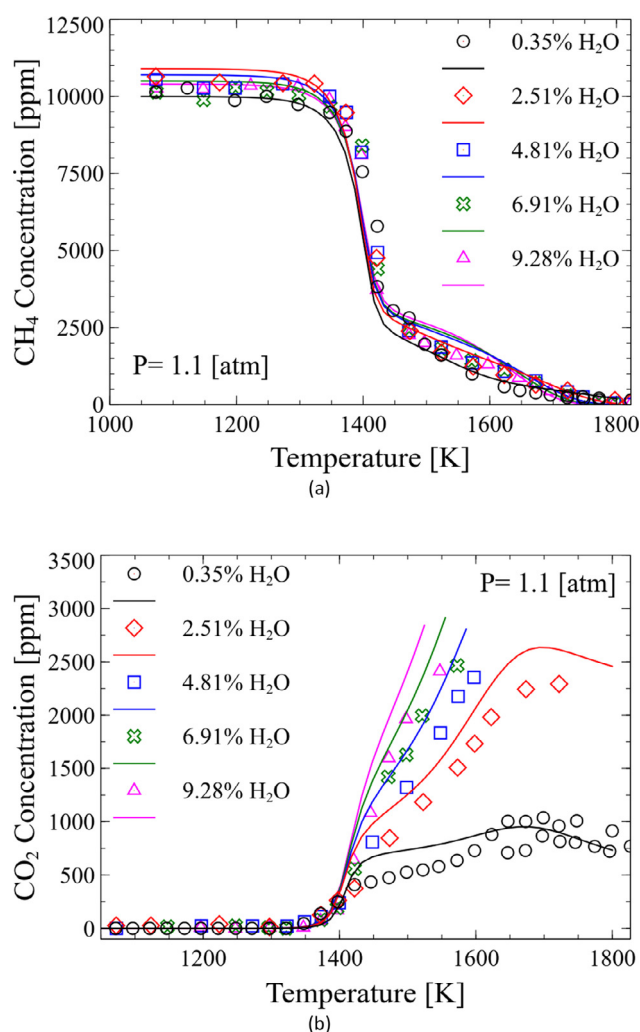 12500
10000
7500
5000
2500
0
CH₄ Concentration [ppm]
0.35% H₂O
2.51% H₂O
4.81% H₂O
6.91% H₂O
9.28% H₂O
P= 1.1 [atm]
1000 1200 1400 1600 1800
Temperature [K]
(a)
3500
3000
2500
2000
1500
1000
500
0
CO₂ Concentration [ppm]
0.35% H₂O
2.51% H₂O
4.81% H₂O
6.91% H₂O
9.28% H₂O
P= 1.1 [atm]
1200 1400 1600 1800
Temperature [K]
(b)